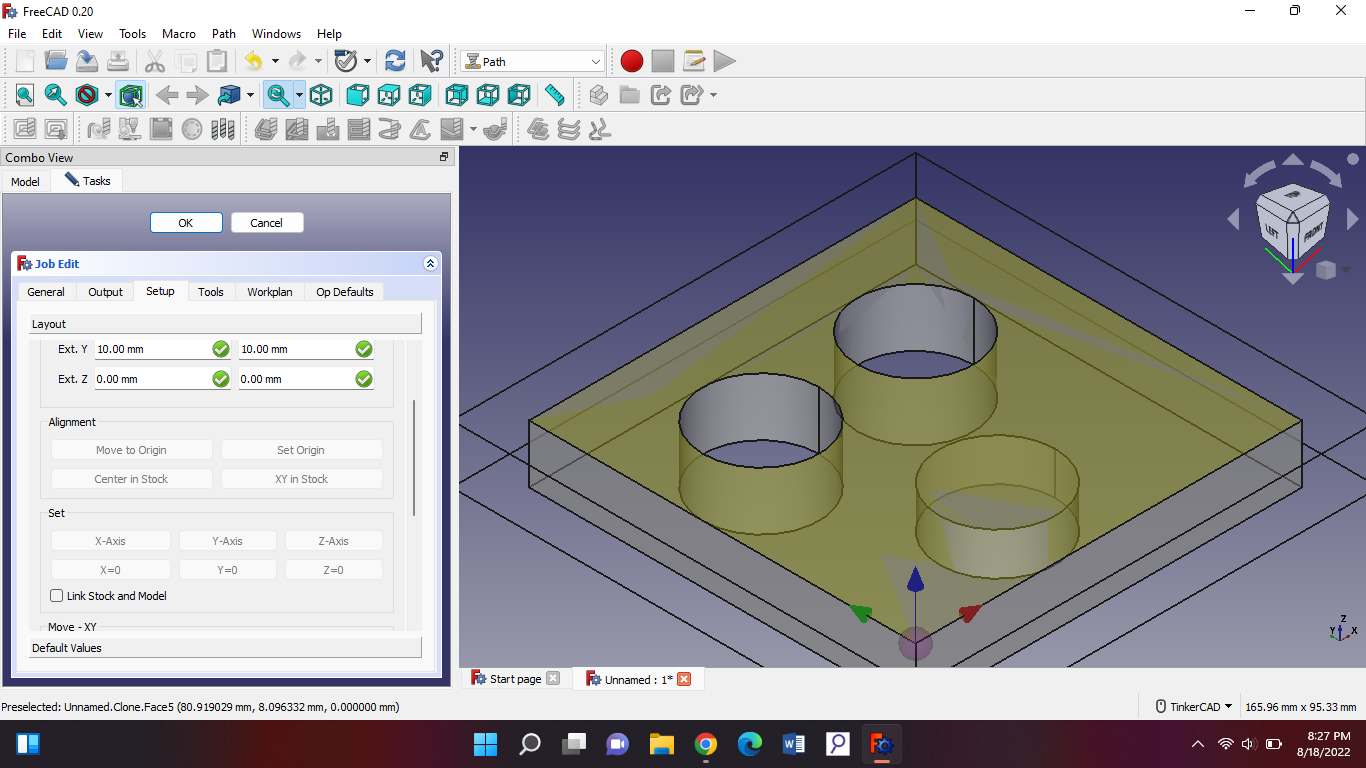 FreeCAD 0.20
File Edit View Tools Macro Path Windows Help
Path
Combo View
Model Tasks
OK Cancel
Job Edit
General Output Setup Tools Workplan Op Defaults
Layout
Ext. Y 10.00 mm 10.00 mm
Ext. Z 0.00 mm 0.00 mm
Alignment
Move to Origin Set Origin
Center in Stock XY in Stock
Set
X-Axis Y-Axis Z-Axis
X=0 Y=0 Z=0
Link Stock and Model
Move - XY
Default Values
LEFT FRONT
Z
Y X
Start page Unnamed : 1*
Preselected: Unnamed.Clone.Face5 (80.919029 mm, 8.096332 mm, 0.000000 mm) TinkerCAD 165.96 mm x 95.33 mm
8:27 PM
8/18/2022